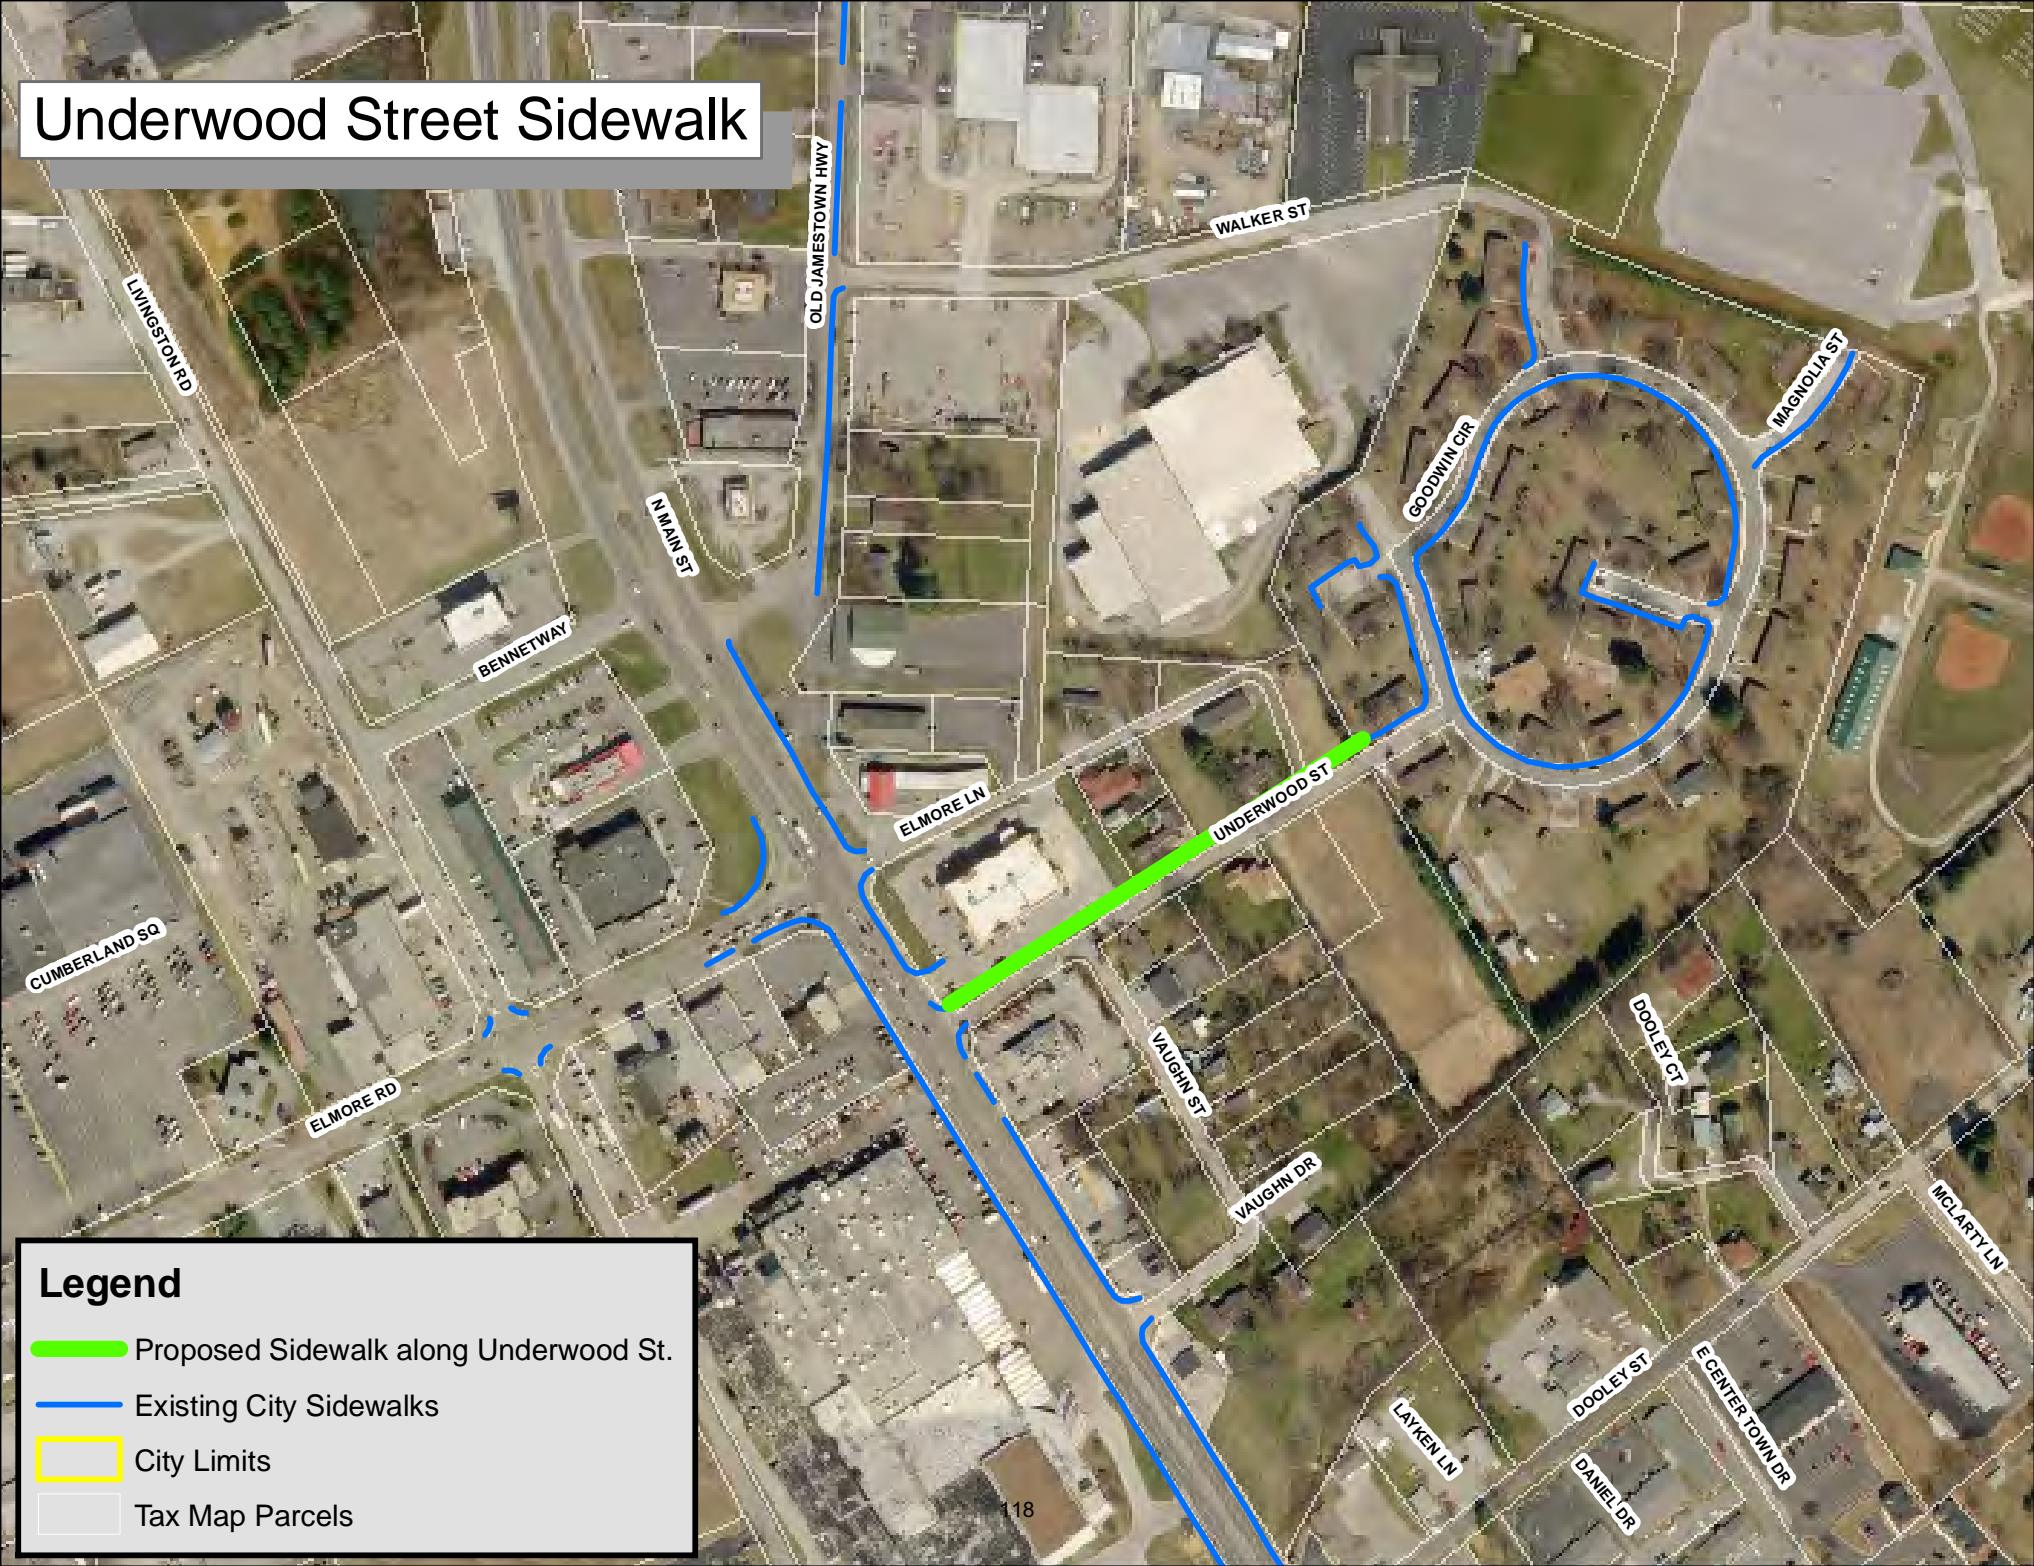 Underwood Street Sidewalk
OLD JAMESTOWN HWY
WALKER ST
LIVINGSTON RD
MAGNOLIA ST
GOODWIN CIR
N MAIN ST
BENNETWAY
ELMORE LN
UNDERWOOD ST
CUMBERLAND SQ
VAUGHN ST
DOOLEY CT
ELMORE RD
VAUGHN DR
MCLARTY LN
E CENTER TOWN DR
DOOLEY ST
LAYKEN LN
DANIEL DR
Legend
Proposed Sidewalk along Underwood St.
Existing City Sidewalks
City Limits
Tax Map Parcels
118